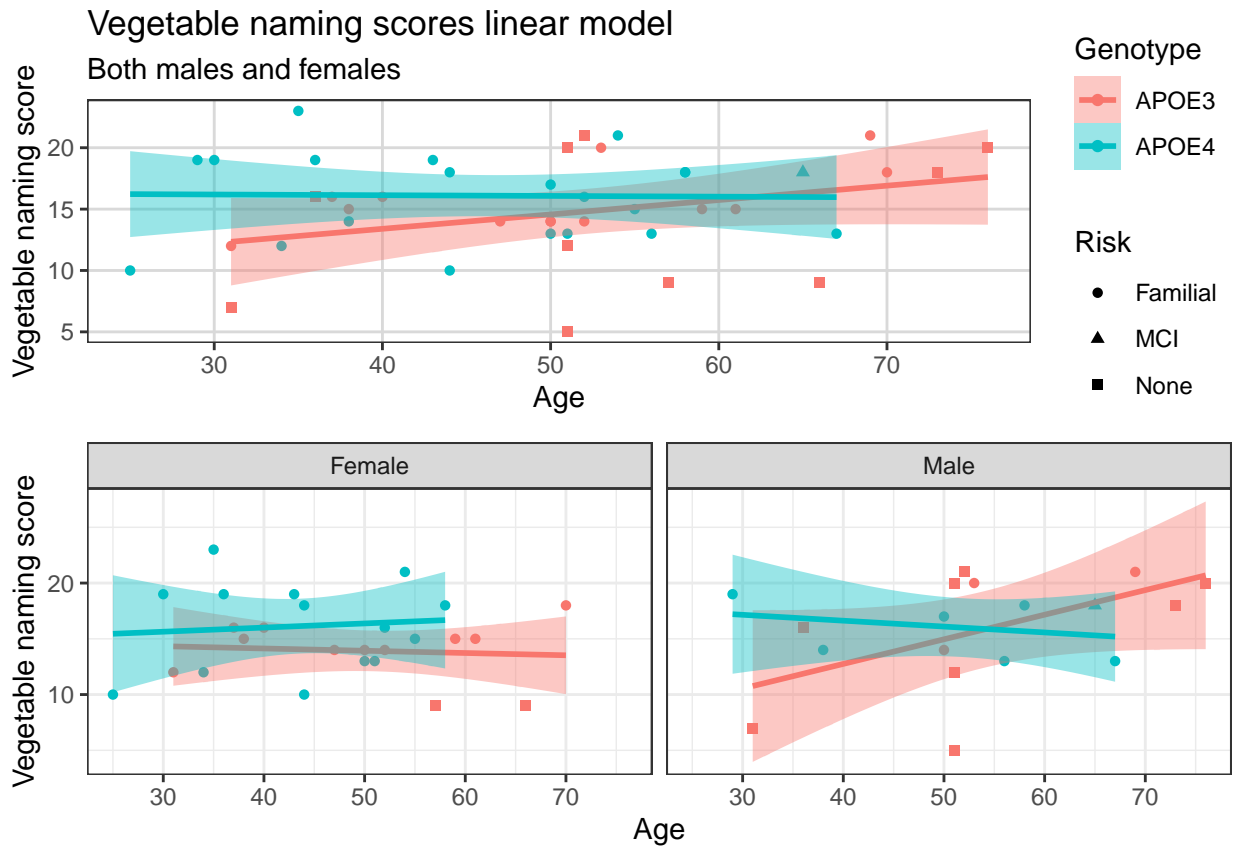 Vegetable naming scores linear model
Both males and females
Vegetable naming score
20
15
10
5
30 40 50 60 70
Age
Genotype
APOE3
APOE4
Risk
Familial
MCI
None
Female Male
Vegetable naming score
20
10
30 40 50 60 70 30 40 50 60 70
Age